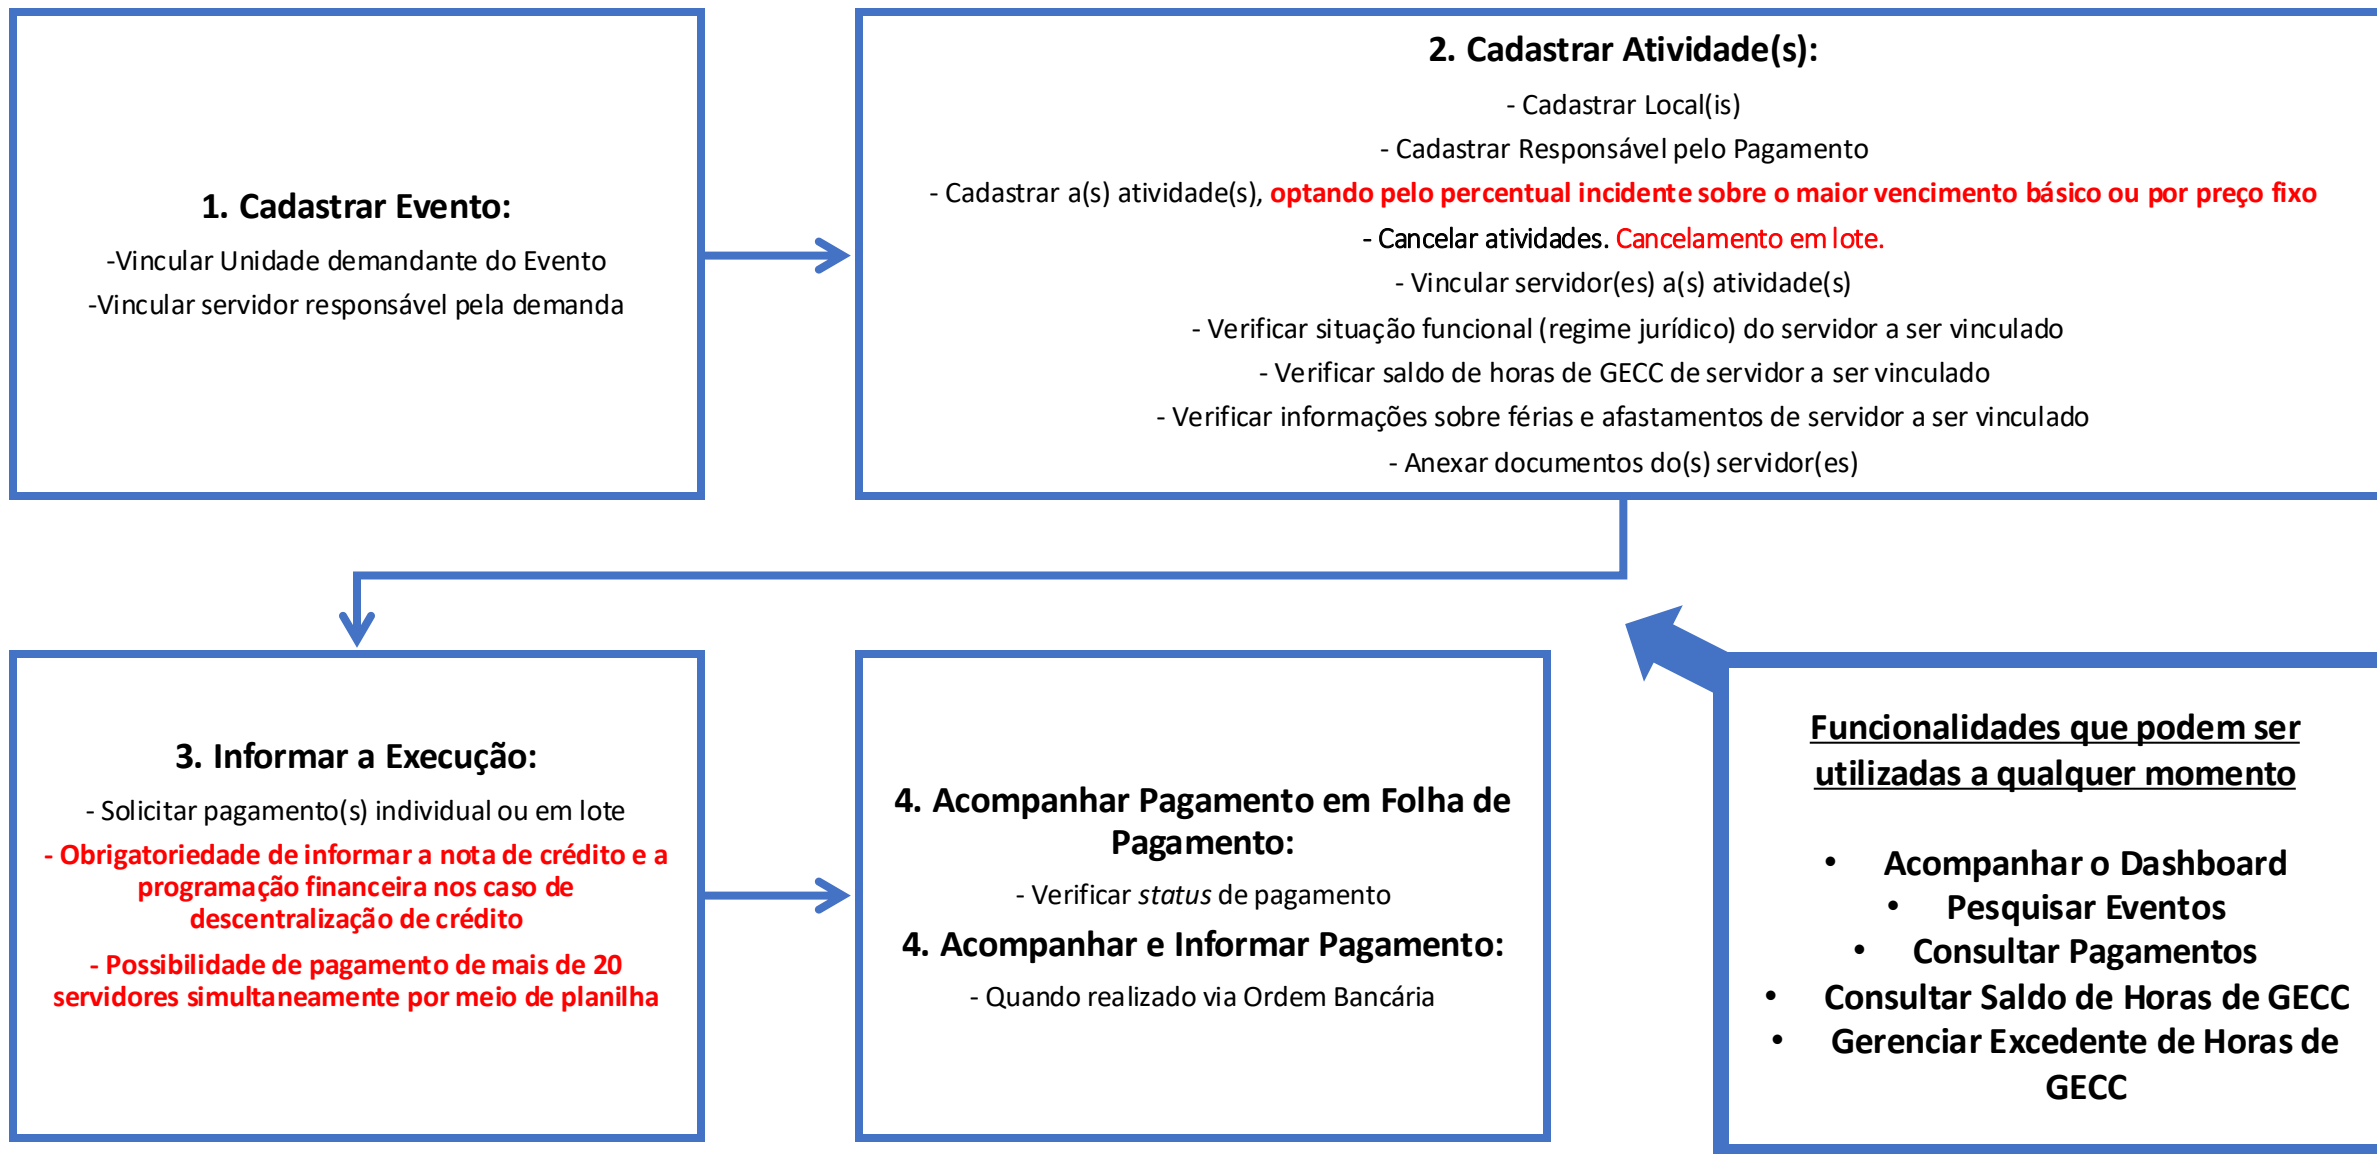 1. Cadastrar Evento:
-Vincular Unidade demandante do Evento
-Vincular servidor responsável pela demanda
2. Cadastrar Atividade(s):
- Cadastrar Local(is)
- Cadastrar Responsável pelo Pagamento
- Cadastrar a(s) atividade(s), optando pelo percentual incidente sobre o maior vencimento básico ou por preço fixo
- Cancelar atividades. Cancelamento em lote.
- Vincular servidor(es) a(s) atividade(s)
- Verificar situação funcional (regime jurídico) do servidor a ser vinculado
- Verificar saldo de horas de GECC de servidor a ser vinculado
- Verificar informações sobre férias e afastamentos de servidor a ser vinculado
- Anexar documentos do(s) servidor(es)
3. Informar a Execução:
- Solicitar pagamento(s) individual ou em lote
- Obrigatoriedade de informar a nota de crédito e a
programação financeira nos caso de
descentralização de crédito
- Possibilidade de pagamento de mais de 20
servidores simultaneamente por meio de planilha
4. Acompanhar Pagamento em Folha de
Pagamento:
- Verificar status de pagamento
4. Acompanhar e Informar Pagamento:
- Quando realizado via Ordem Bancária
Funcionalidades que podem ser
utilizadas a qualquer momento
• Acompanhar o Dashboard
• Pesquisar Eventos
• Consultar Pagamentos
• Consultar Saldo de Horas de GECC
• Gerenciar Excedente de Horas de
GECC